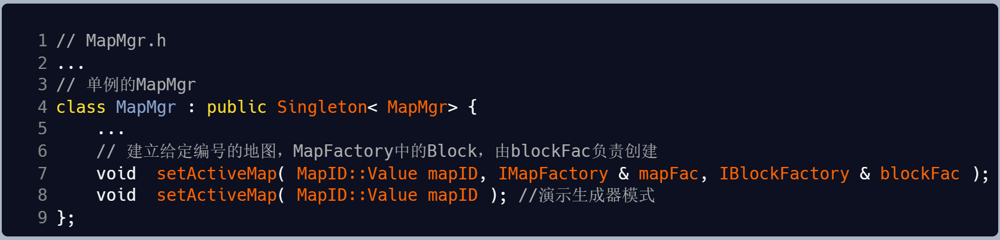 1 // MapMgr.h
2 ...
3 // 单例的MapMgr
4 class MapMgr : public Singleton< MapMgr> {
5     ...
6     // 建立给定编号的地图，MapFactory中的Block，由blockFac负责创建
7     void  setActiveMap( MapID::Value mapID, IMapFactory & mapFac, IBlockFactory & blockFac );
8     void  setActiveMap( MapID::Value mapID ); //演示生成器模式
9 };